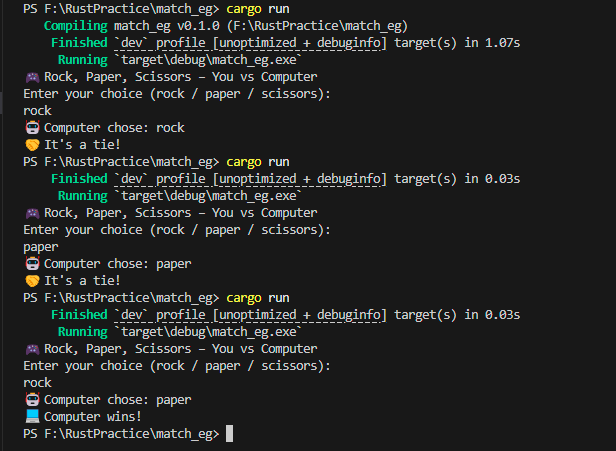 PS F:\RustPractice\match_eg> cargo run
   Compiling match_eg v0.1.0 (F:\RustPractice\match_eg)
    Finished `dev` profile [unoptimized + debuginfo] target(s) in 1.07s
     Running `target\debug\match_eg.exe`
🎮 Rock, Paper, Scissors – You vs Computer
Enter your choice (rock / paper / scissors):
rock
🤖 Computer chose: rock
🤝 It's a tie!
PS F:\RustPractice\match_eg> cargo run
    Finished `dev` profile [unoptimized + debuginfo] target(s) in 0.03s
     Running `target\debug\match_eg.exe`
🎮 Rock, Paper, Scissors – You vs Computer
Enter your choice (rock / paper / scissors):
paper
🤖 Computer chose: paper
🤝 It's a tie!
PS F:\RustPractice\match_eg> cargo run
    Finished `dev` profile [unoptimized + debuginfo] target(s) in 0.03s
     Running `target\debug\match_eg.exe`
🎮 Rock, Paper, Scissors – You vs Computer
Enter your choice (rock / paper / scissors):
rock
🤖 Computer chose: paper
💻 Computer wins!
PS F:\RustPractice\match_eg>